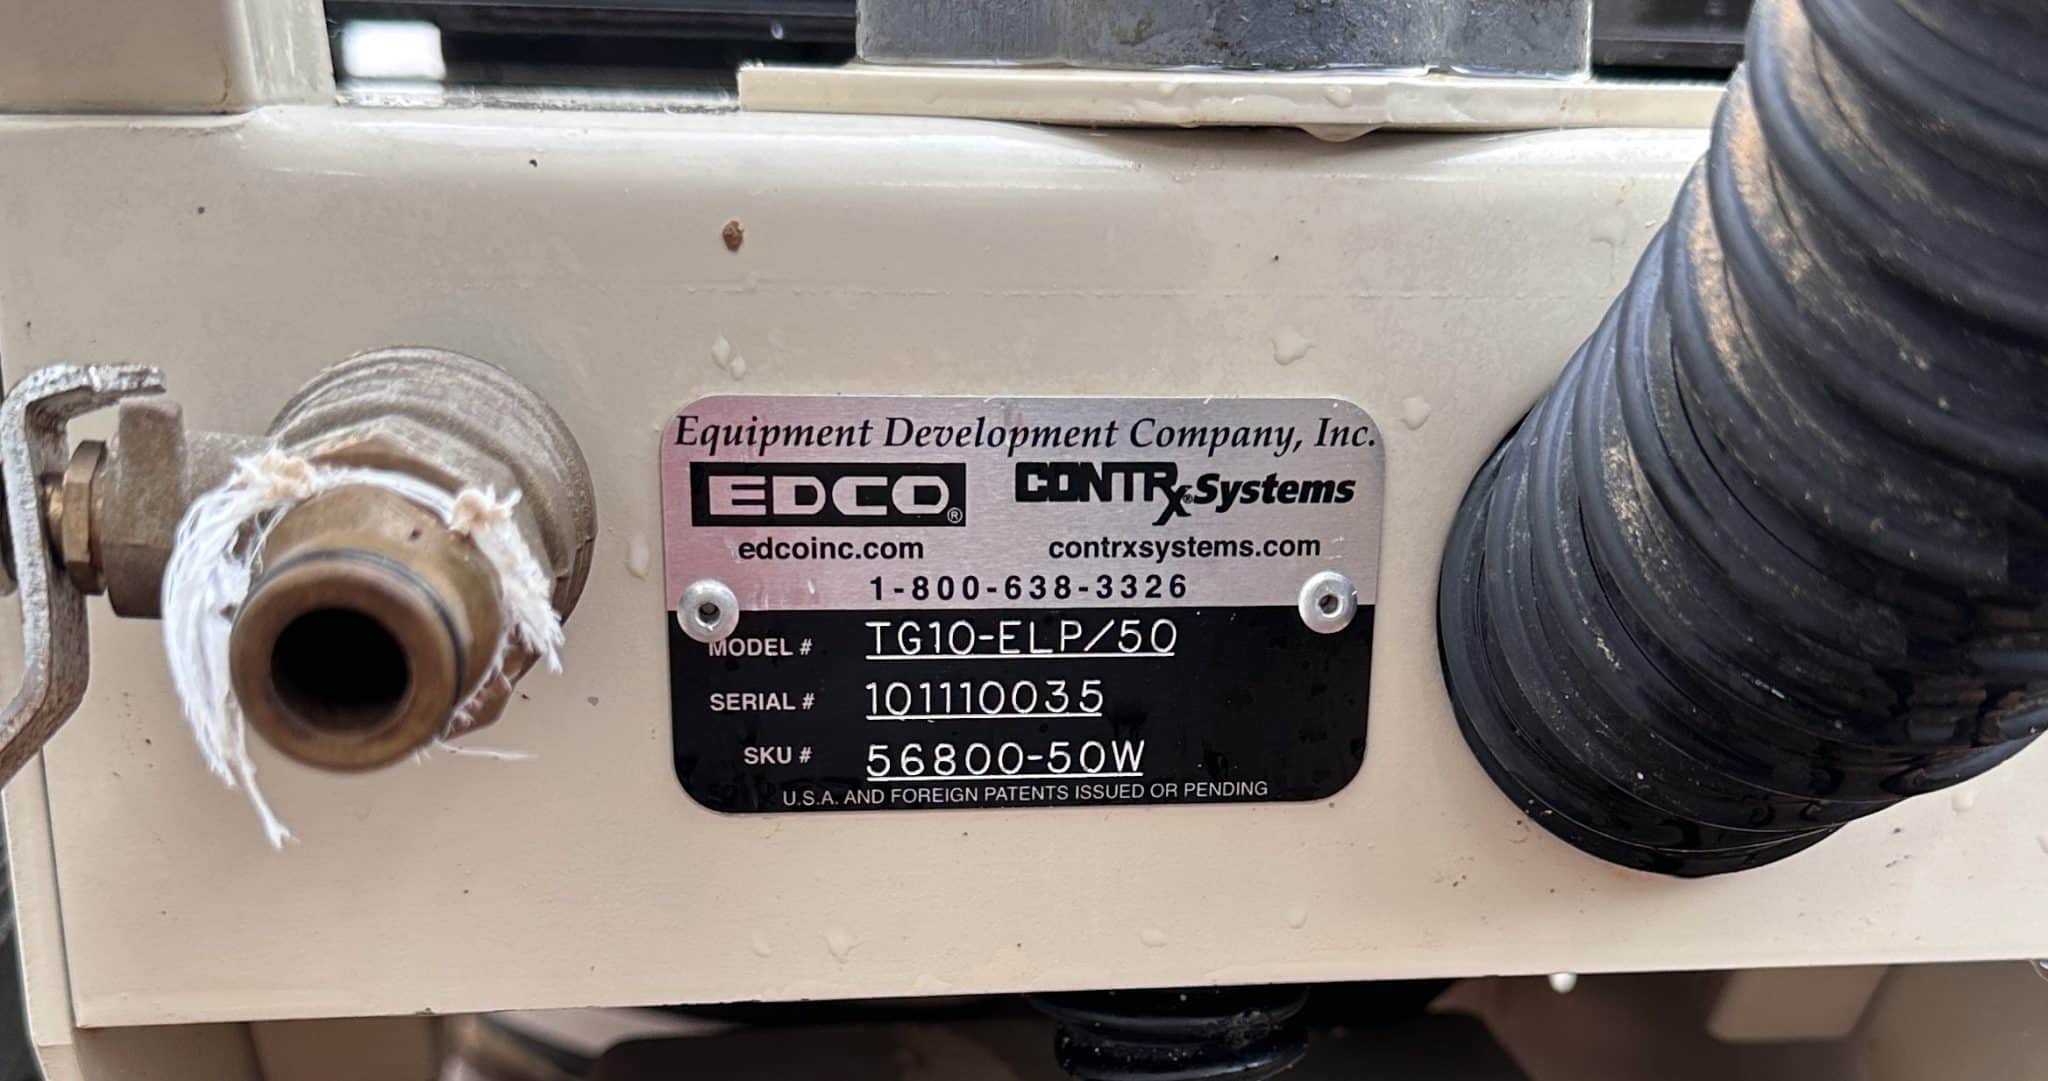 Equipment Development Company, Inc.
EDCO® CONTRx® Systems
edcoinc.com contrxsystems.com
1-800-638-3326
MODEL # TG10-ELP/50
SERIAL # 101110035
SKU # 56800-50W
U.S.A. AND FOREIGN PATENTS ISSUED OR PENDING